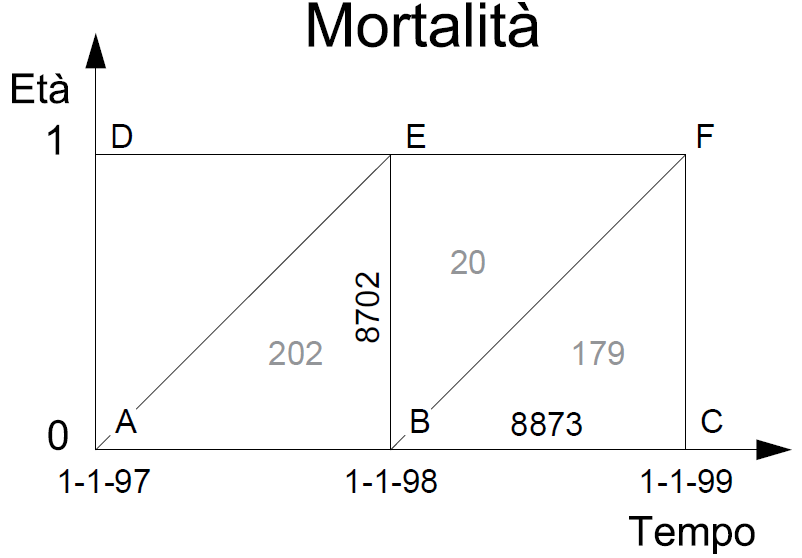 Mortalità
Età
1
D
E
F
20
8702
202
179
0
A
B
8873
C
1-1-97
1-1-98
1-1-99
Tempo